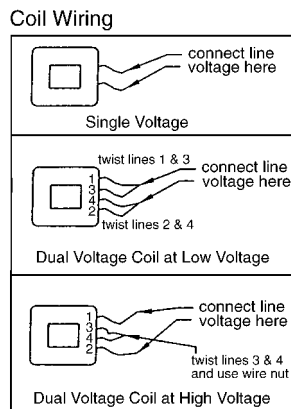 Coil Wiring
connect line
voltage here
Single Voltage
twist lines 1 & 3
1
3
4
2
connect line
voltage here
twist lines 2 & 4
Dual Voltage Coil at Low Voltage
1
3
4
2
connect line
voltage here
twist lines 3 & 4
and use wire nut
Dual Voltage Coil at High Voltage